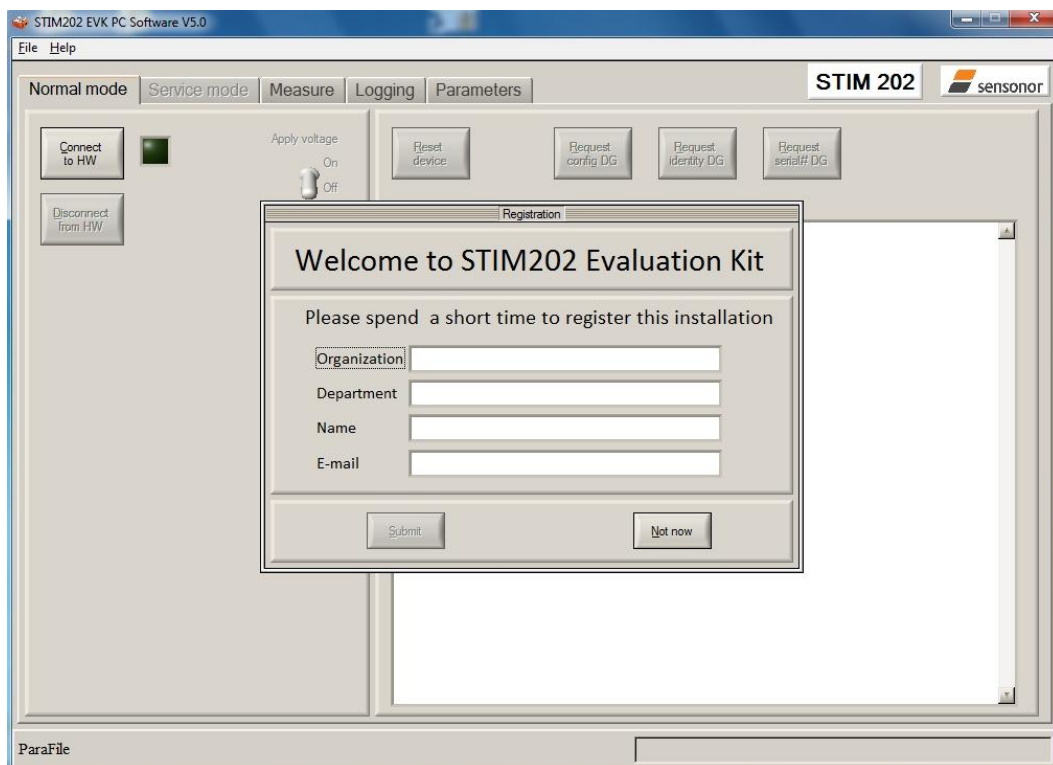 STIM202 EVK PC Software V5.0
File Help
Normal mode Service mode Measure Logging Parameters
STIM 202
sensonor
Connect
to HW
Apply voltage
On
Off
Disconnect
from HW
Reset
device
Request
config DG
Request
identity DG
Request
serial# DG
Registration
Welcome to STIM202 Evaluation Kit
Please spend a short time to register this installation
Organization
Department
Name
E-mail
Submit
Not now
ParaFile